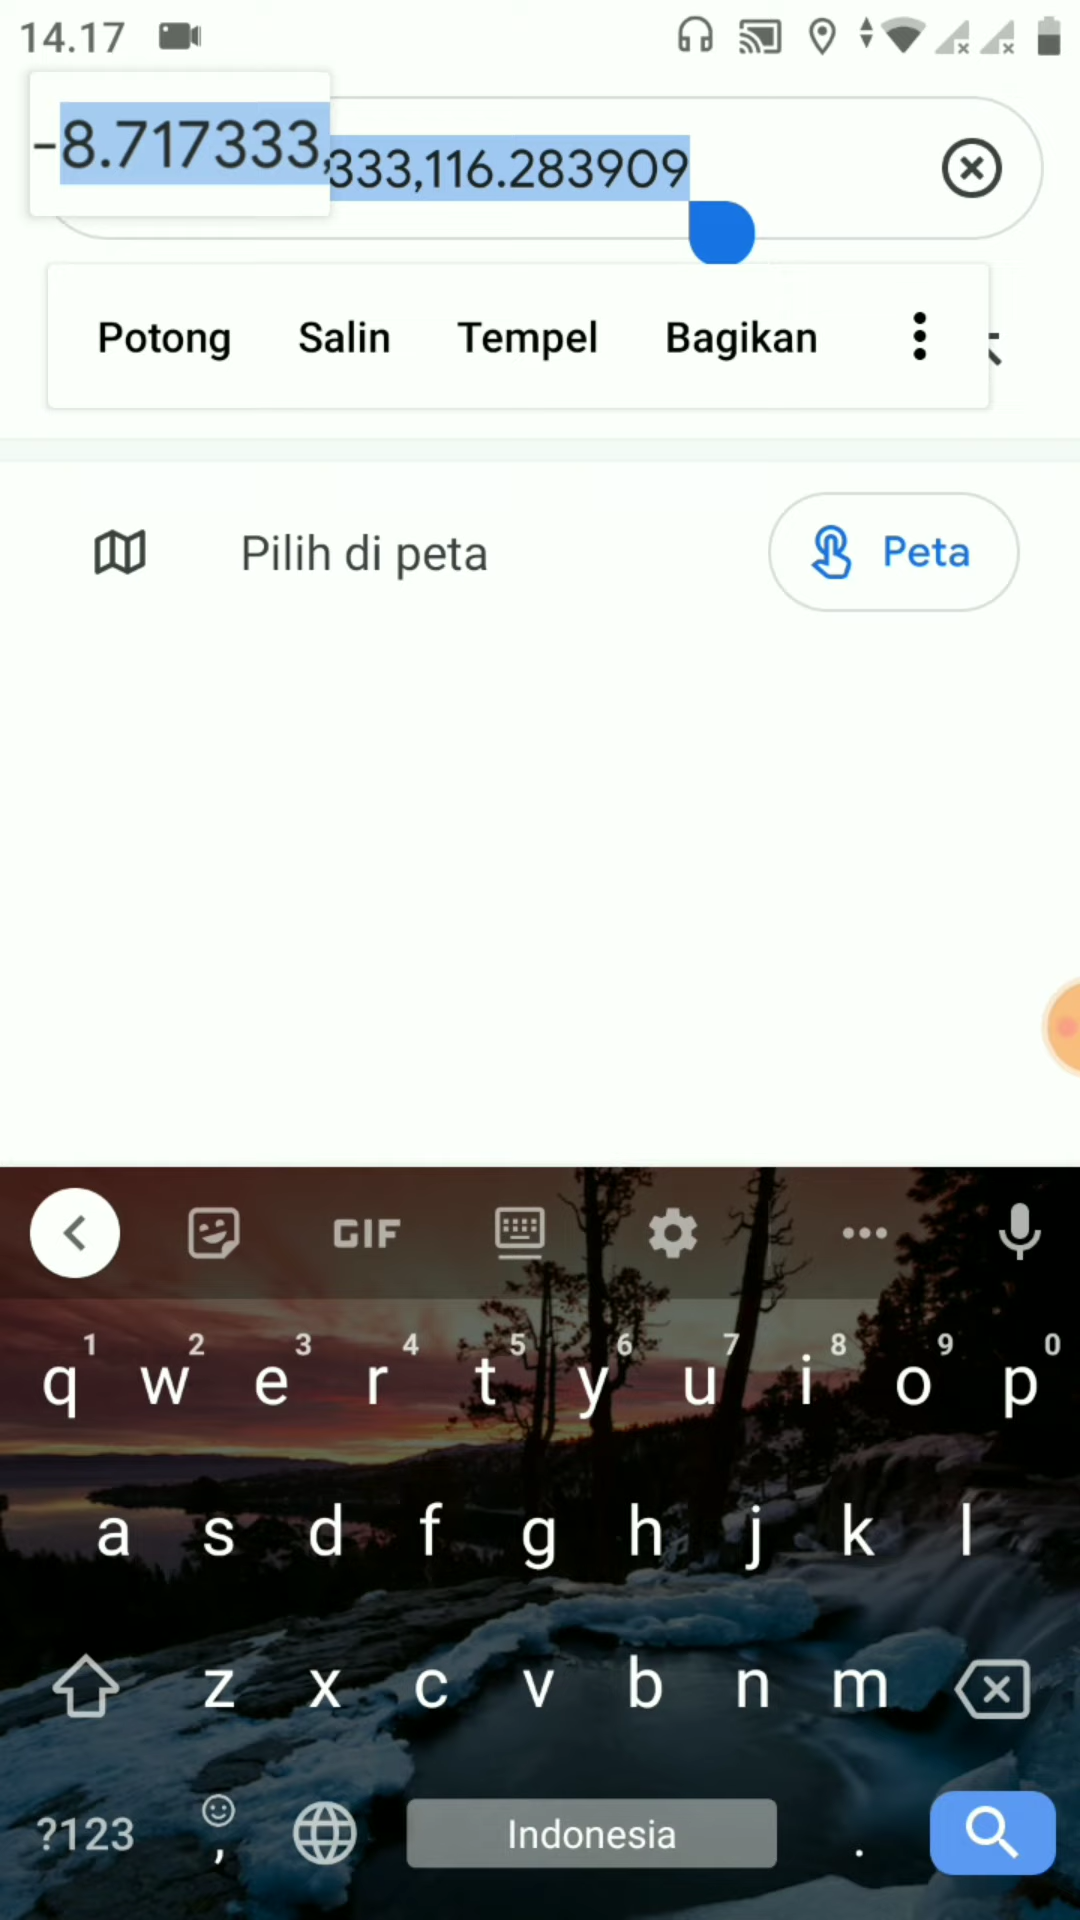 14.17
-8.717333,
333,116.283909
Potong Salin Tempel Bagikan
Pilih di peta
Peta
GIF
1 2 3 4 5 6 7 8 9 0
q w e r t y u i o p
a s d f g h j k l
z x c v b n m
?123 , Indonesia .